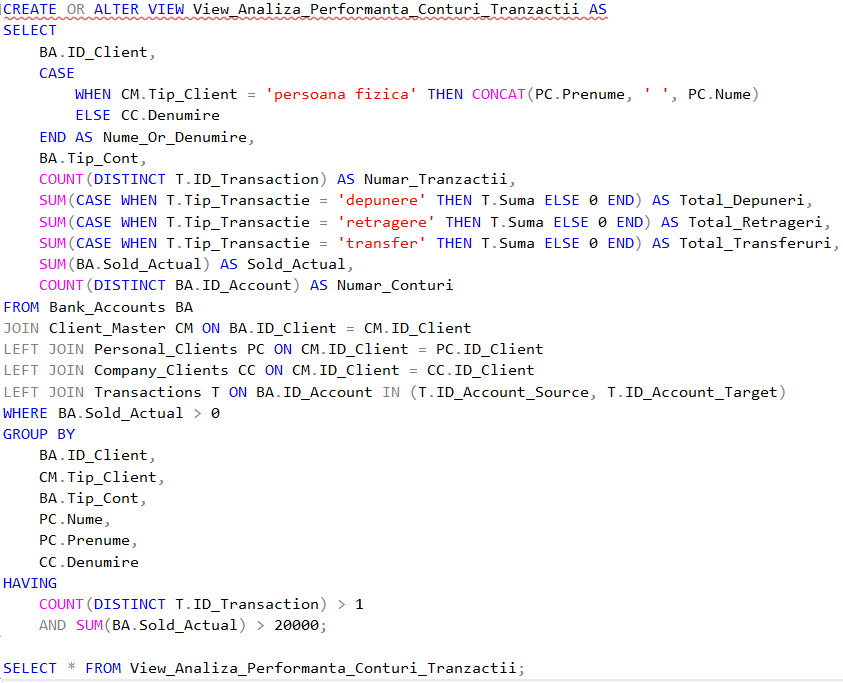 CREATE OR ALTER VIEW View_Analiza_Performanta_Conturi_Tranzactii AS
SELECT
    BA.ID_Client,
    CASE
        WHEN CM.Tip_Client = 'persoana fizica' THEN CONCAT(PC.Prenume, ' ', PC.Nume)
        ELSE CC.Denumire
    END AS Nume_Or_Denumire,
    BA.Tip_Cont,
    COUNT(DISTINCT T.ID_Transaction) AS Numar_Tranzactii,
    SUM(CASE WHEN T.Tip_Transactie = 'depunere' THEN T.Suma ELSE 0 END) AS Total_Depuneri,
    SUM(CASE WHEN T.Tip_Transactie = 'retragere' THEN T.Suma ELSE 0 END) AS Total_Retrageri,
    SUM(CASE WHEN T.Tip_Transactie = 'transfer' THEN T.Suma ELSE 0 END) AS Total_Transferuri,
    SUM(BA.Sold_Actual) AS Sold_Actual,
    COUNT(DISTINCT BA.ID_Account) AS Numar_Conturi
FROM Bank_Accounts BA
JOIN Client_Master CM ON BA.ID_Client = CM.ID_Client
LEFT JOIN Personal_Clients PC ON CM.ID_Client = PC.ID_Client
LEFT JOIN Company_Clients CC ON CM.ID_Client = CC.ID_Client
LEFT JOIN Transactions T ON BA.ID_Account IN (T.ID_Account_Source, T.ID_Account_Target)
WHERE BA.Sold_Actual > 0
GROUP BY
    BA.ID_Client,
    CM.Tip_Client,
    BA.Tip_Cont,
    PC.Nume,
    PC.Prenume,
    CC.Denumire
HAVING
    COUNT(DISTINCT T.ID_Transaction) > 1
    AND SUM(BA.Sold_Actual) > 20000;

SELECT * FROM View_Analiza_Performanta_Conturi_Tranzactii;